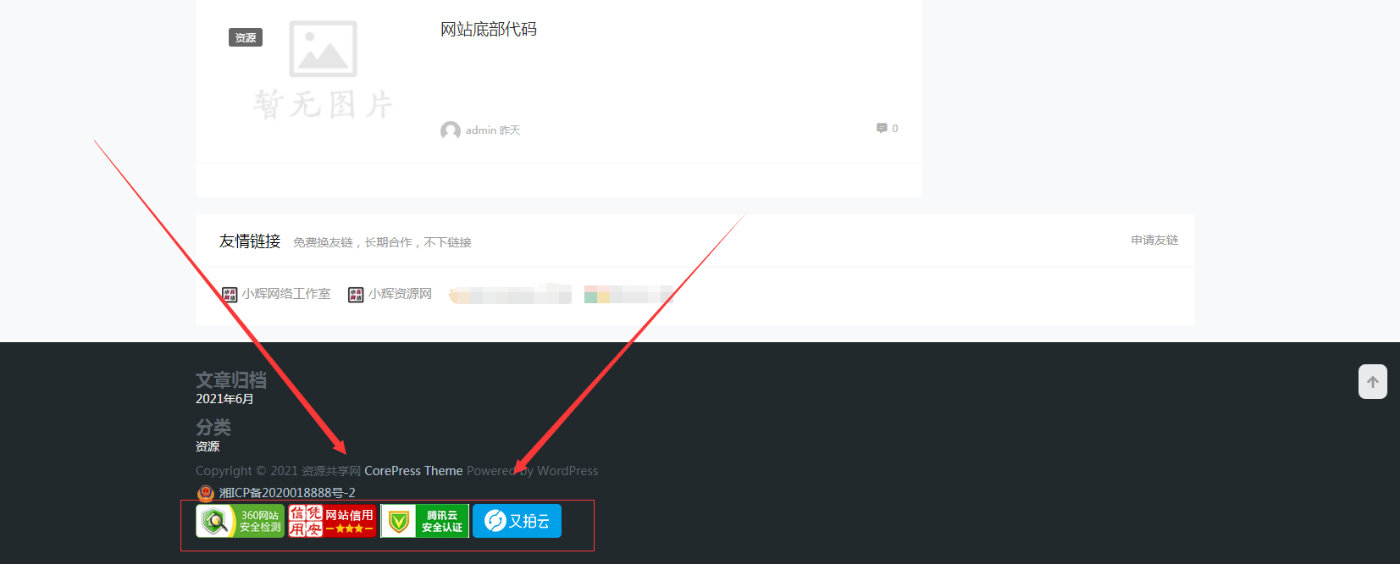 资源
网站底部代码
暂无图片
admin 昨天
0
友情链接 免费换友链，长期合作，不下链接
申请友链
小辉网络工作室 小辉资源网
文章归档
2021年6月
分类
资源
Copyright © 2021 资源共享网 CorePress Theme Powered by WordPress
湘ICP备2020018888号-2
360网站
安全检测
信凭
用安
网站信用
腾讯云
安全认证
又拍云